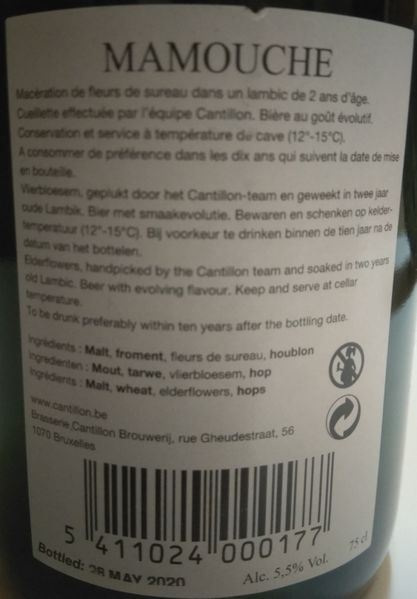 MAMOUCHE
Macération de fleurs de sureau dans un lambic de 2 ans d'âge.
Cueillette effectuée par l'équipe Cantillon. Bière au goût évolutif.
Conservation et service à température de cave (12°-15°C).
A consommer de préférence dans les dix ans qui suivent la date de mise
en bouteille.
Vlierbloesem, geplukt door het Cantillon-team en geweekt in twee jaar
oude Lambik. Bier met smaakevolutie. Bewaren en schenken op kelder-
temperatuur (12°-15°C). Bij voorkeur te drinken binnen de tien jaar na de
datum van het bottelen.
Elderflowers, handpicked by the Cantillon team and soaked in two years
old Lambic. Beer with evolving flavour. Keep and serve at cellar
temperature.
To be drunk preferably within ten years after the bottling date.
Ingrédients : Malt, froment, fleurs de sureau, houblon
Ingredienten : Mout, tarwe, vlierbloesem, hop
Ingredients : Malt, wheat, elderflowers, hops
www.cantillon.be
Brasserie Cantillon Brouwerij, rue Gheudestraat, 56
1070 Bruxelles
5 411024 000177
75 cl
Bottled: 28 MAY 2020
Alc. 5,5% Vol.